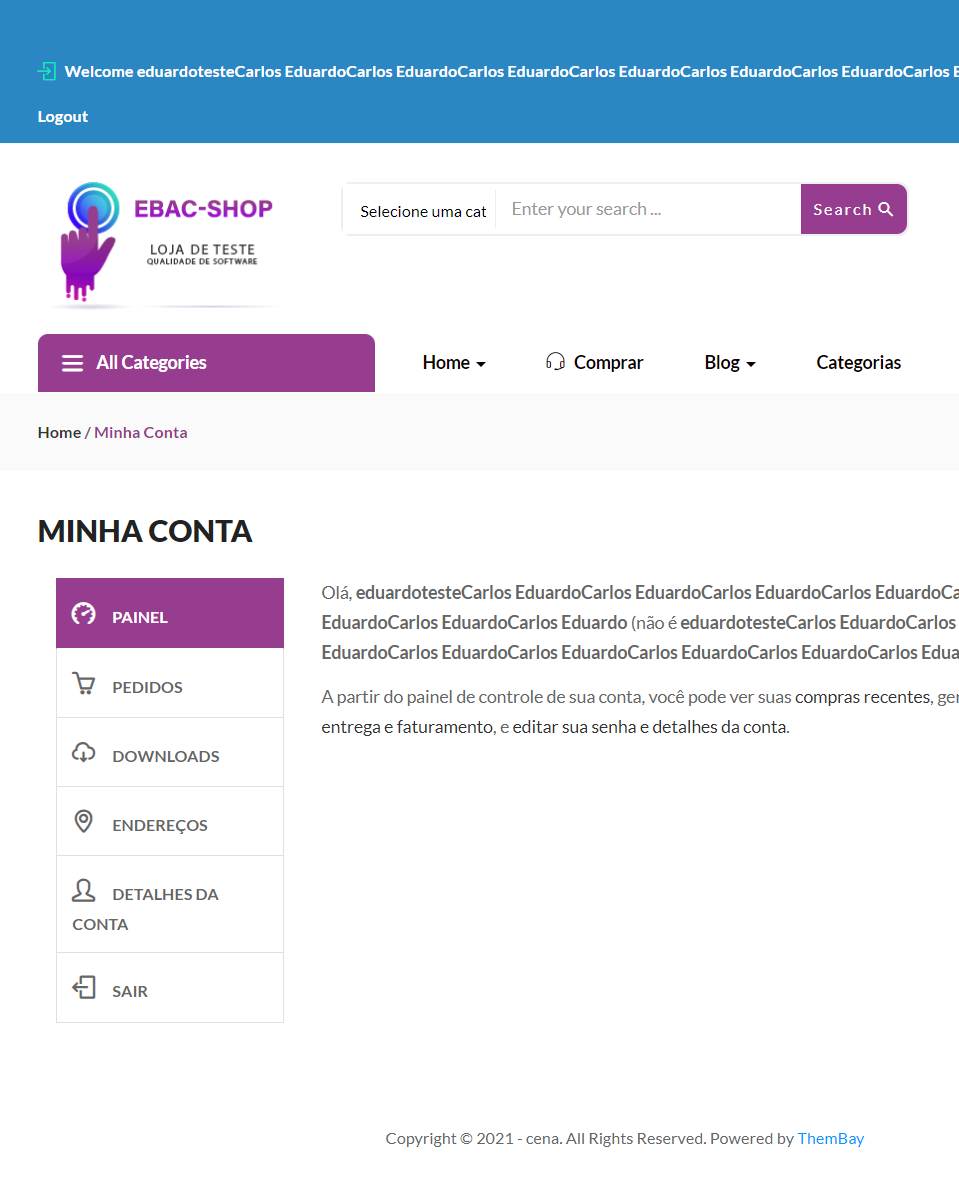 Welcome eduardotesteCarlos EduardoCarlos EduardoCarlos EduardoCarlos EduardoCarlos EduardoCarlos EduardoCarlos E
Logout
EBAC-SHOP
LOJA DE TESTE
QUALIDADE DE SOFTWARE
Selecione uma cat
Enter your search ...
Search
All Categories
Home
Comprar
Blog
Categorias
Home / Minha Conta
MINHA CONTA
PAINEL
PEDIDOS
DOWNLOADS
ENDEREÇOS
DETALHES DA
CONTA
SAIR
Olá, eduardotesteCarlos EduardoCarlos EduardoCarlos EduardoCarlos EduardoCa
EduardoCarlos EduardoCarlos Eduardo (não é eduardotesteCarlos EduardoCarlos
EduardoCarlos EduardoCarlos EduardoCarlos EduardoCarlos EduardoCarlos Edua
A partir do painel de controle de sua conta, você pode ver suas compras recentes, ger
entrega e faturamento, e editar sua senha e detalhes da conta.
Copyright © 2021 - cena. All Rights Reserved. Powered by ThemBay